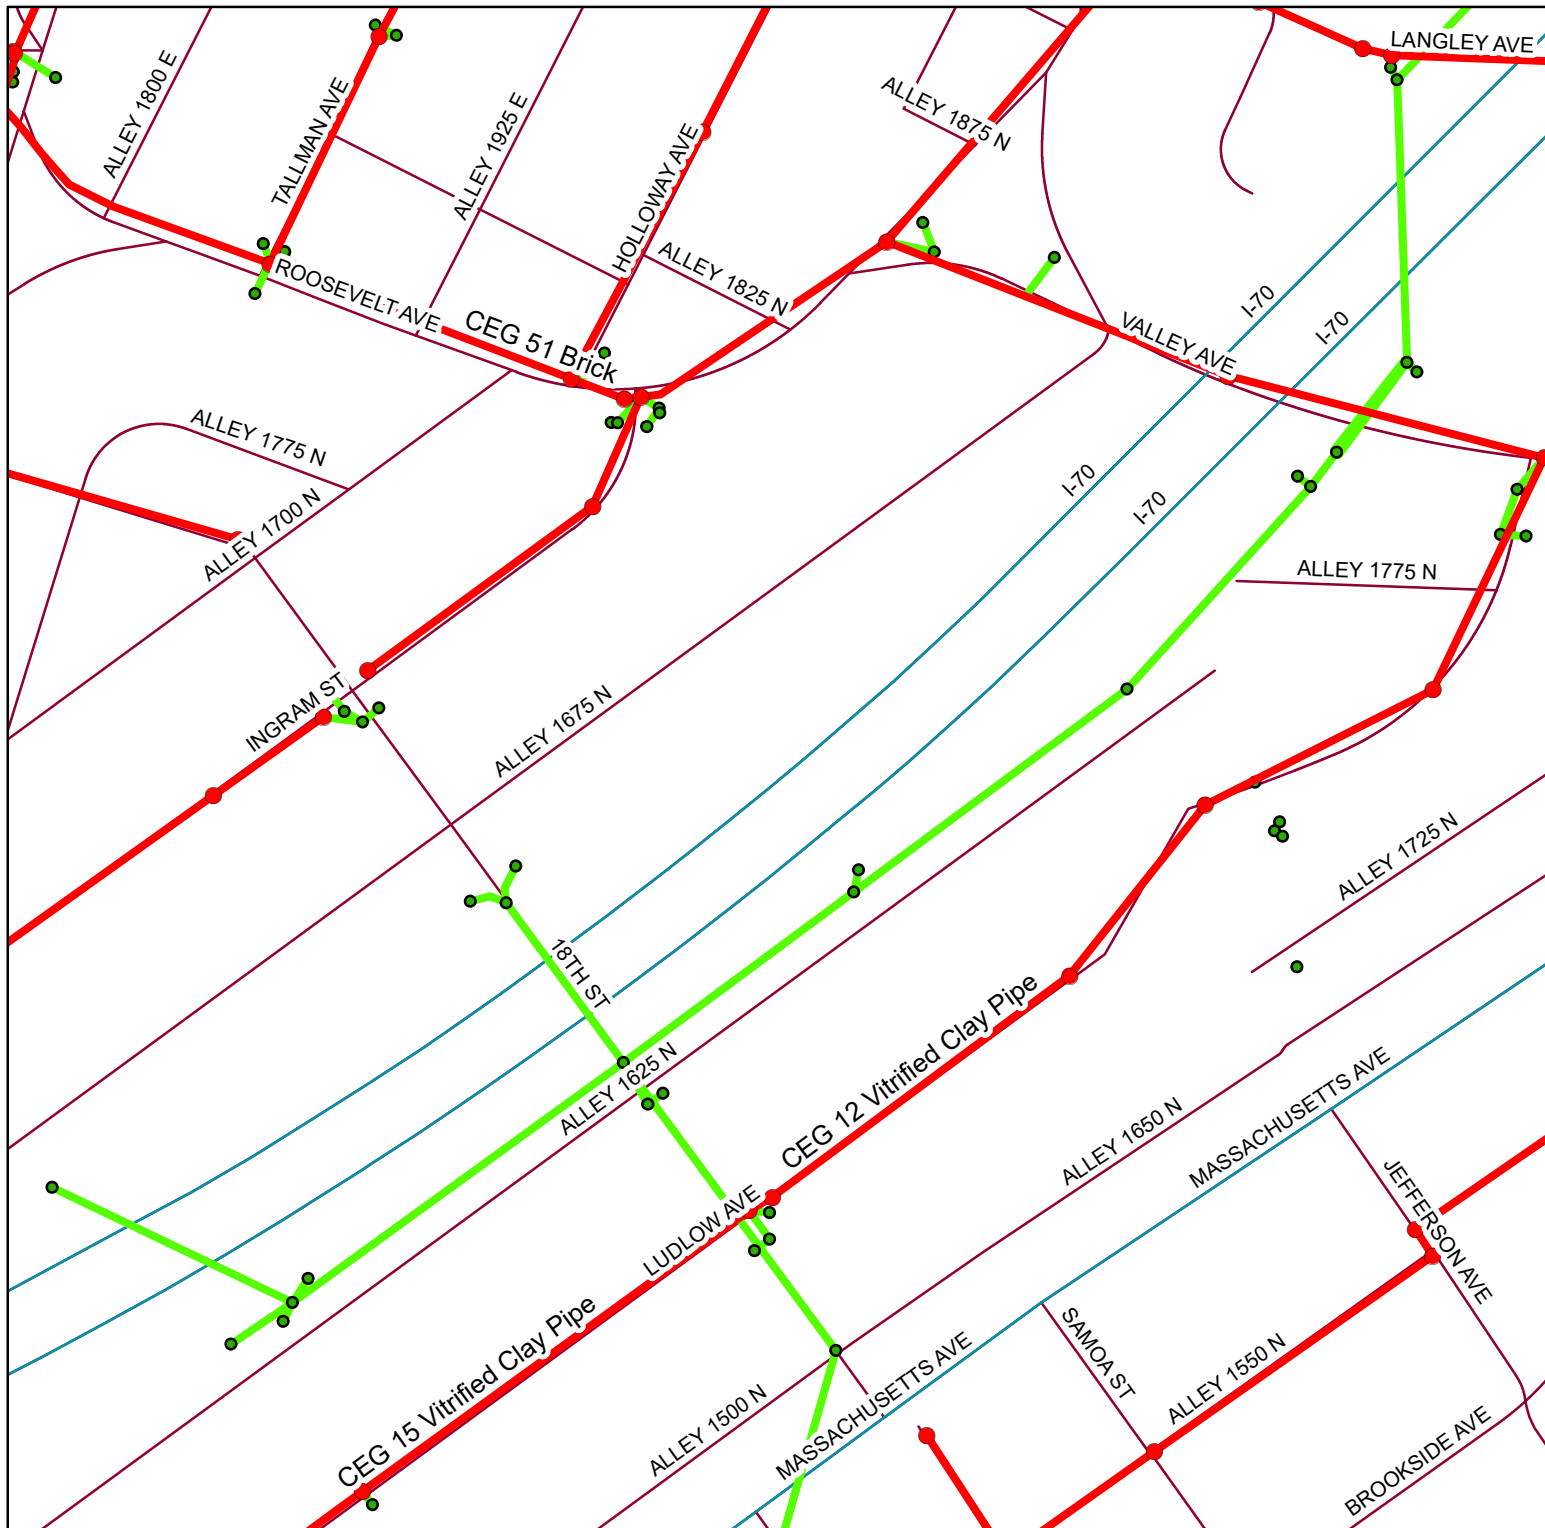 LANGLEY AVE
ALLEY 1800 E
TALLMAN AVE
ALLEY 1925 E
HOLLOWAY AVE
ALLEY 1875 N
ROOSEVELT AVE
ALLEY 1825 N
CEG 51 Brick
VALLEY AVE
I-70
I-70
ALLEY 1775 N
ALLEY 1700 N
I-70
I-70
ALLEY 1775 N
INGRAM ST
ALLEY 1675 N
ALLEY 1725 N
18TH ST
ALLEY 1625 N
CEG 12 Vitrified Clay Pipe
ALLEY 1650 N
MASSACHUSETTS AVE
JEFFERSON AVE
LUDLOW AVE
CEG 15 Vitrified Clay Pipe
SAMOA ST
ALLEY 1550 N
ALLEY 1500 N
MASSACHUSETTS AVE
BROOKSIDE AVE